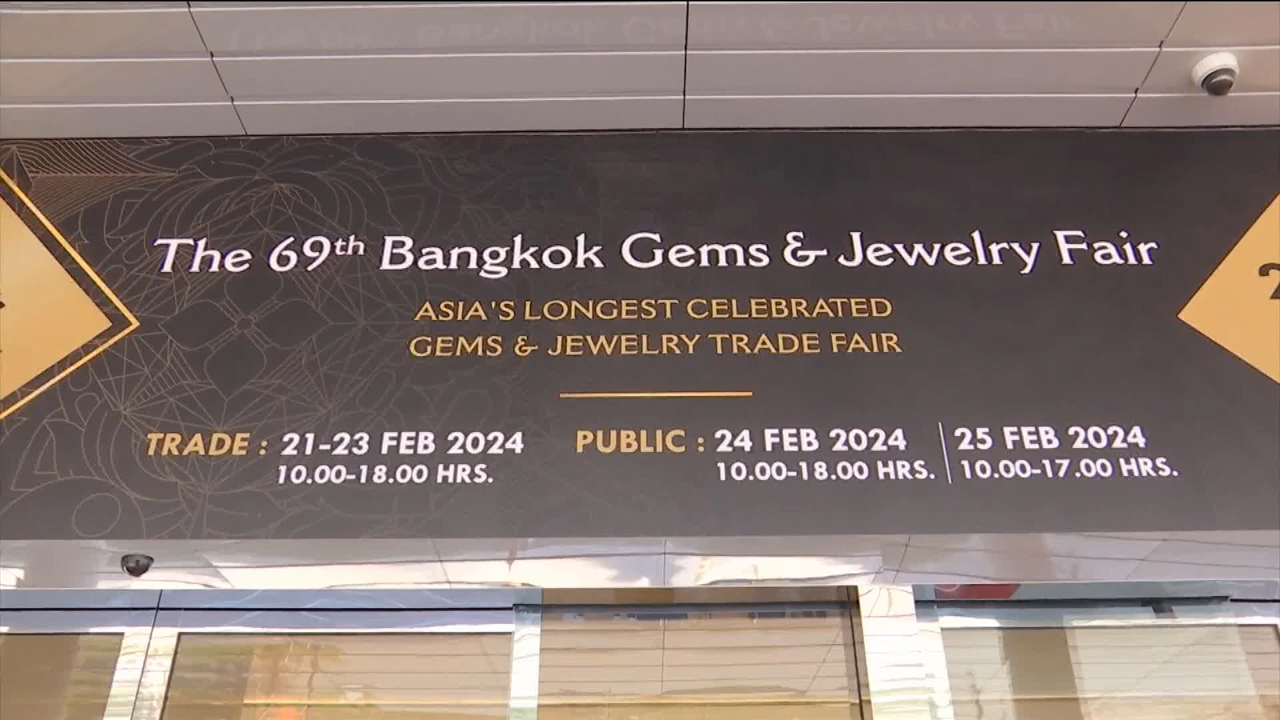 The 69th Bangkok Gems & Jewelry Fair
ASIA'S LONGEST CELEBRATED
GEMS & JEWELRY TRADE FAIR
TRADE : 21-23 FEB 2024
10.00-18.00 HRS.
PUBLIC : 24 FEB 2024 | 25 FEB 2024
10.00-18.00 HRS. | 10.00-17.00 HRS.